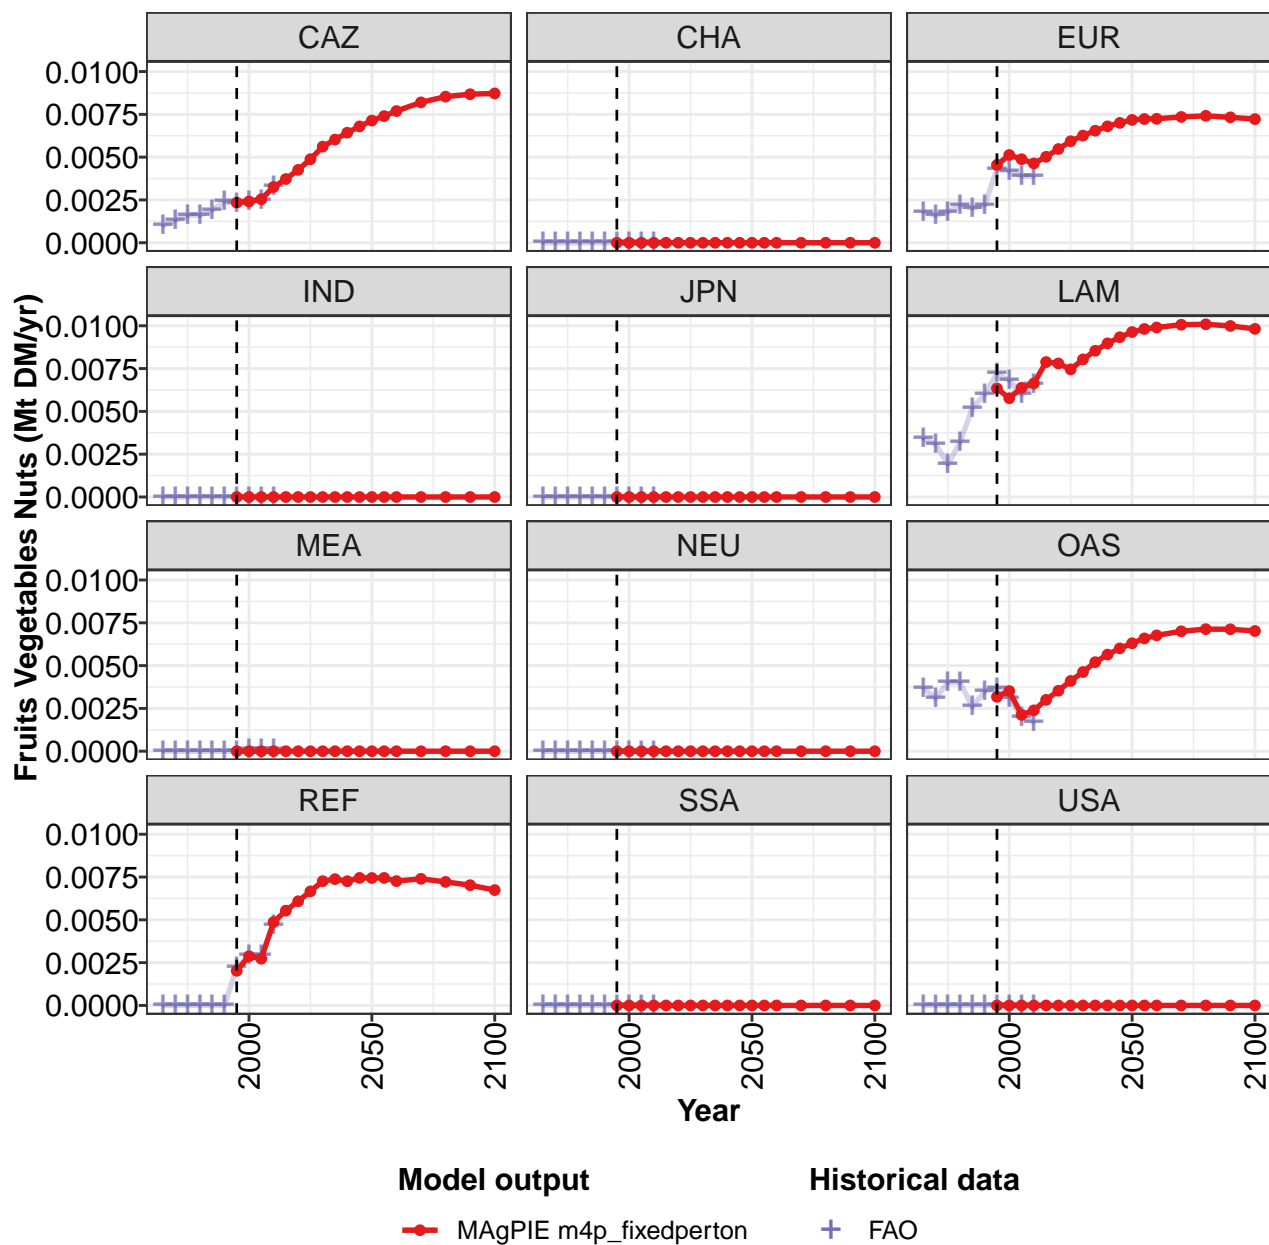 CAZ CHA EUR
0.0100
0.0075
0.0050
0.0025
0.0000
IND JPN LAM
0.0100
0.0075
0.0050
0.0025
0.0000
MEA NEU OAS
0.0100
0.0075
0.0050
0.0025
0.0000
REF SSA USA
0.0100
0.0075
0.0050
0.0025
0.0000
Fruits Vegetables Nuts (Mt DM/yr)
2000 2050 2100 2000 2050 2100 2000 2050 2100
Year
Model output Historical data
MAgPIE m4p_fixedperton FAO